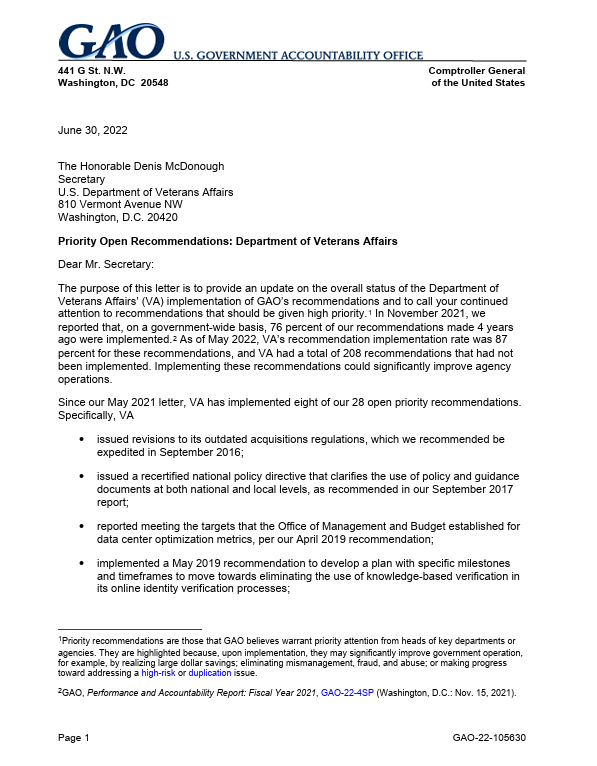 GAO U.S. GOVERNMENT ACCOUNTABILITY OFFICE
441 G St. N.W.
Washington, DC 20548
Comptroller General
of the United States
June 30, 2022
The Honorable Denis McDonough
Secretary
U.S. Department of Veterans Affairs
810 Vermont Avenue NW
Washington, D.C. 20420
Priority Open Recommendations: Department of Veterans Affairs
Dear Mr. Secretary:
The purpose of this letter is to provide an update on the overall status of the Department of
Veterans Affairs’ (VA) implementation of GAO’s recommendations and to call your continued
attention to recommendations that should be given high priority.1 In November 2021, we
reported that, on a government-wide basis, 76 percent of our recommendations made 4 years
ago were implemented.2 As of May 2022, VA’s recommendation implementation rate was 87
percent for these recommendations, and VA had a total of 208 recommendations that had not
been implemented. Implementing these recommendations could significantly improve agency
operations.
Since our May 2021 letter, VA has implemented eight of our 28 open priority recommendations.
Specifically, VA
• issued revisions to its outdated acquisitions regulations, which we recommended be
expedited in September 2016;
• issued a recertified national policy directive that clarifies the use of policy and guidance
documents at both national and local levels, as recommended in our September 2017
report;
• reported meeting the targets that the Office of Management and Budget established for
data center optimization metrics, per our April 2019 recommendation;
• implemented a May 2019 recommendation to develop a plan with specific milestones
and timeframes to move towards eliminating the use of knowledge-based verification in
its online identity verification processes;
1Priority recommendations are those that GAO believes warrant priority attention from heads of key departments or
agencies. They are highlighted because, upon implementation, they may significantly improve government operation,
for example, by realizing large dollar savings; eliminating mismanagement, fraud, and abuse; or making progress
toward addressing a high-risk or duplication issue.
2GAO, Performance and Accountability Report: Fiscal Year 2021, GAO-22-4SP (Washington, D.C.: Nov. 15, 2021).
Page 1
GAO-22-105630